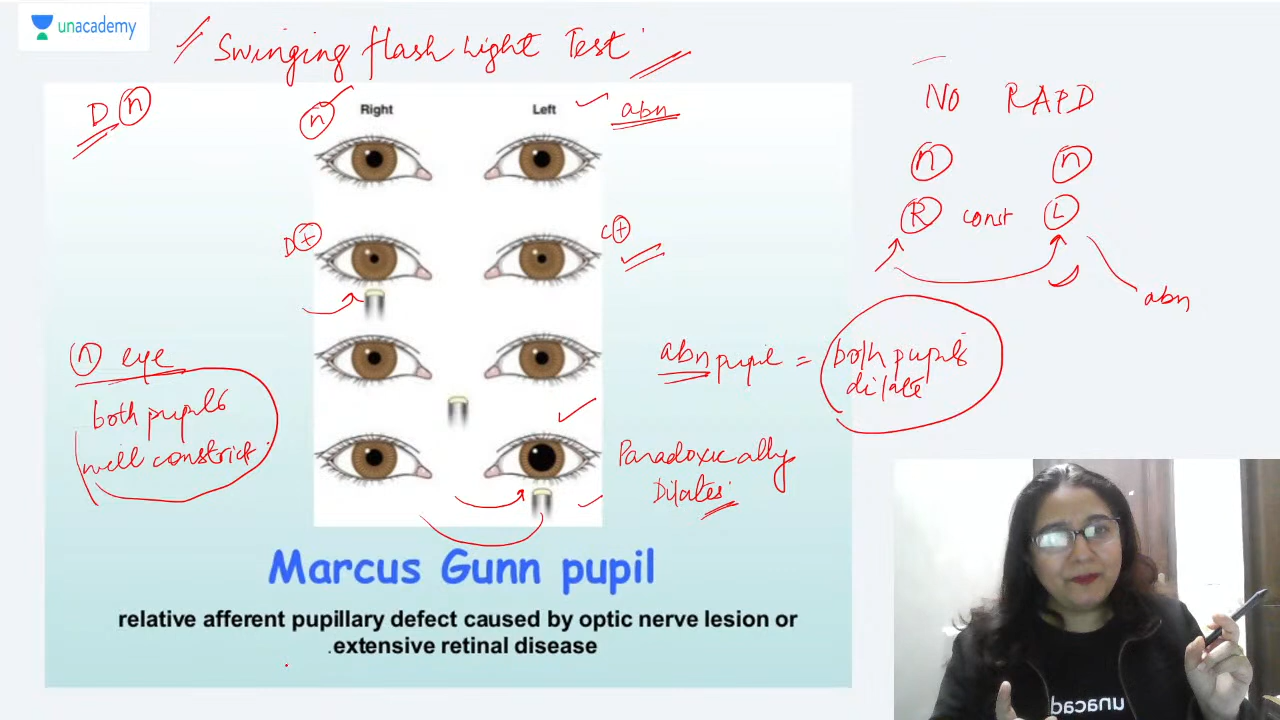 unacademy
Swinging flash Light Test
NO RAPD
D n
n Right Left abn
n n
R const L
D + C +
abn
n eye
both pupils
will constrict
abn pupil = both pupils
dilate
Paradoxically
Dilates
Marcus Gunn pupil
relative afferent pupillary defect caused by optic nerve lesion or
.extensive retinal disease
unacad